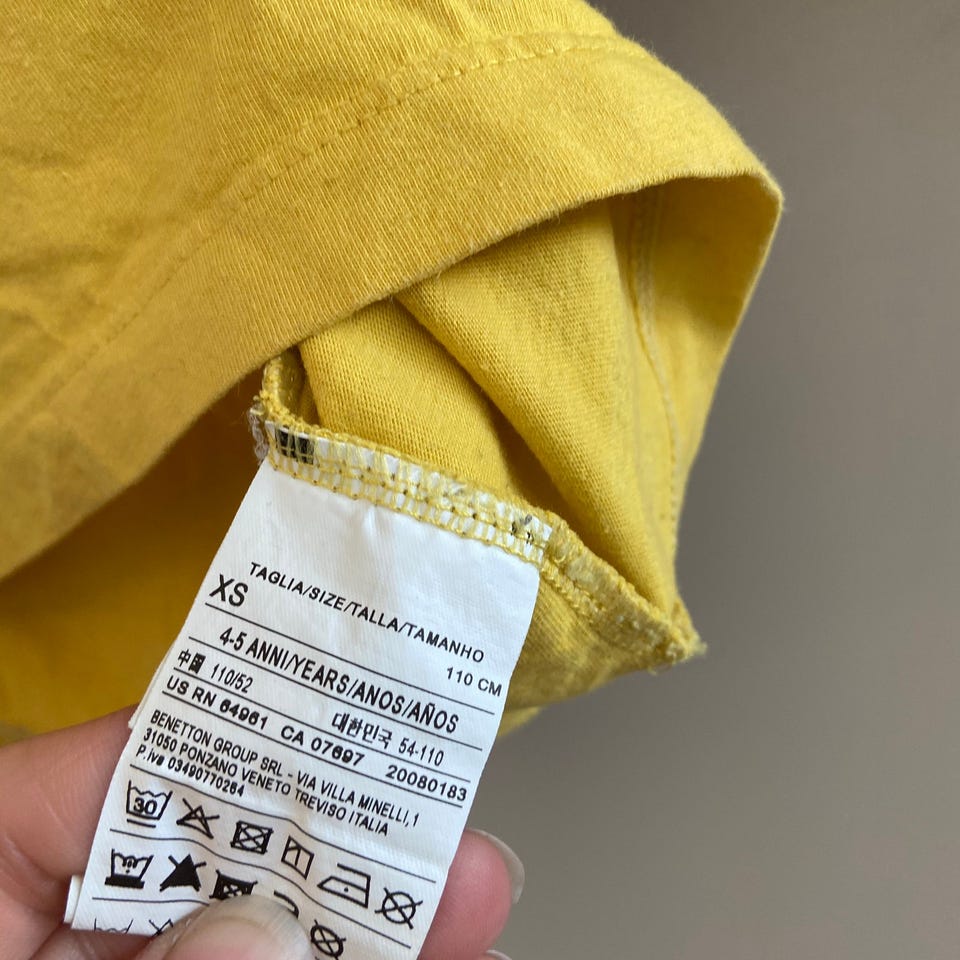 TAGLIA/SIZE/TALLA/TAMANHO
XS 110 CM
4-5 ANNI/YEARS/ANOS/AÑOS
中国 110/52 대한민국 54-110
US RN 64961 CA 07697 20080183
BENETTON GROUP SRL - VIA VILLA MINELLI,1
31050 PONZANO VENETO TREVISO ITALIA
P.iva 03490770264
30